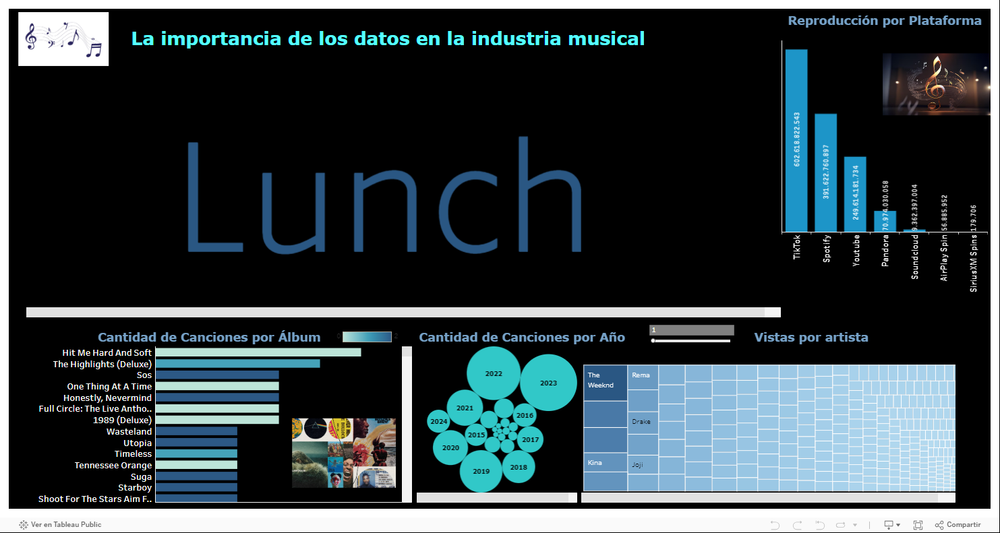 La importancia de los datos en la industria musical
Reproducción por Plataforma
Lunch
602.618.822.543
391.622.760.897
249.614.181.734
70.974.030.058
9.362.397.004
56.885.952
179.706
TikTok
Spotify
Youtube
Pandora
Soundcloud
AirPlay Spin
SiriusXM Spins
Cantidad de Canciones por Álbum
0
2
Hit Me Hard And Soft
The Highlights (Deluxe)
Sos
One Thing At A Time
Honestly, Nevermind
Full Circle: The Live Antho..
1989 (Deluxe)
Wasteland
Utopia
Timeless
Tennessee Orange
Suga
Starboy
Shoot For The Stars Aim F..
Cantidad de Canciones por Año
1
2022
2023
2021
2016
2024
2015
2017
2020
2019
2018
Vistas por artista
The
Weeknd
Rema
Drake
Kina
Joji
Ver en Tableau Public
Compartir